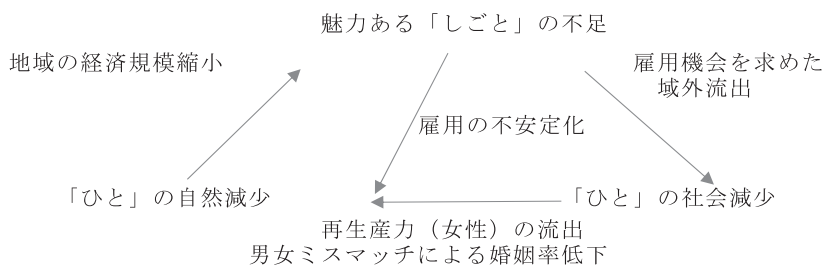 魅力ある「しごと」の不足
地域の経済規模縮小
雇用機会を求めた
域外流出
雇用の不安定化
「ひと」の自然減少
「ひと」の社会減少
再生産力（女性）の流出
男女ミスマッチによる婚姻率低下